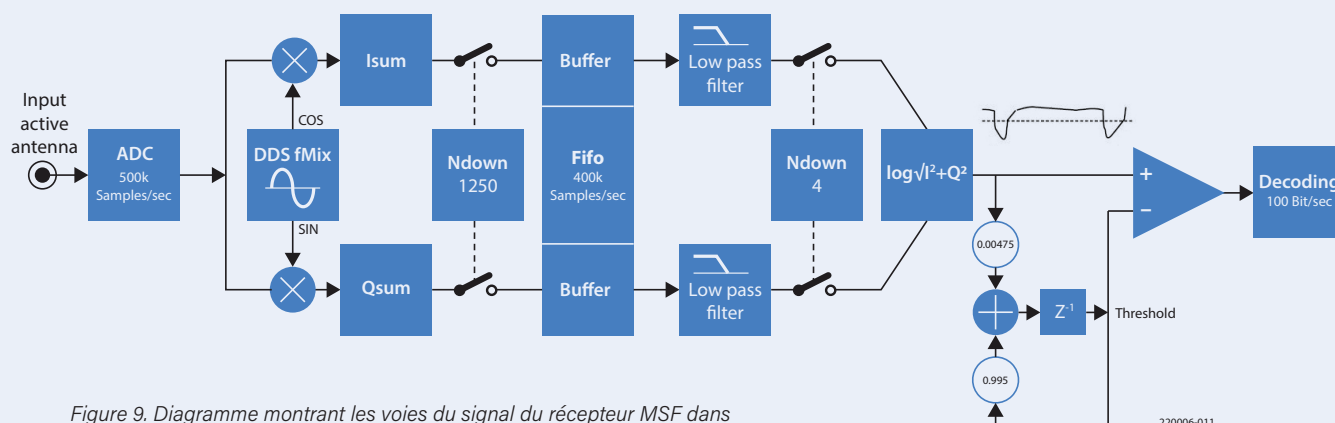 Input
active
antenna
ADC
500k
Samples/sec
COS
DDS fMix
SIN
Isum
Qsum
Ndown
1250
Buffer
Fifo
400k
Samples/sec
Buffer
Low pass
filter
Low pass
filter
Ndown
4
log√I²+Q²
+
−
Decoding
100 Bit/sec
0.00475
Z⁻¹
Threshold
0.995
220006-011
Figure 9. Diagramme montrant les voies du signal du récepteur MSF dans